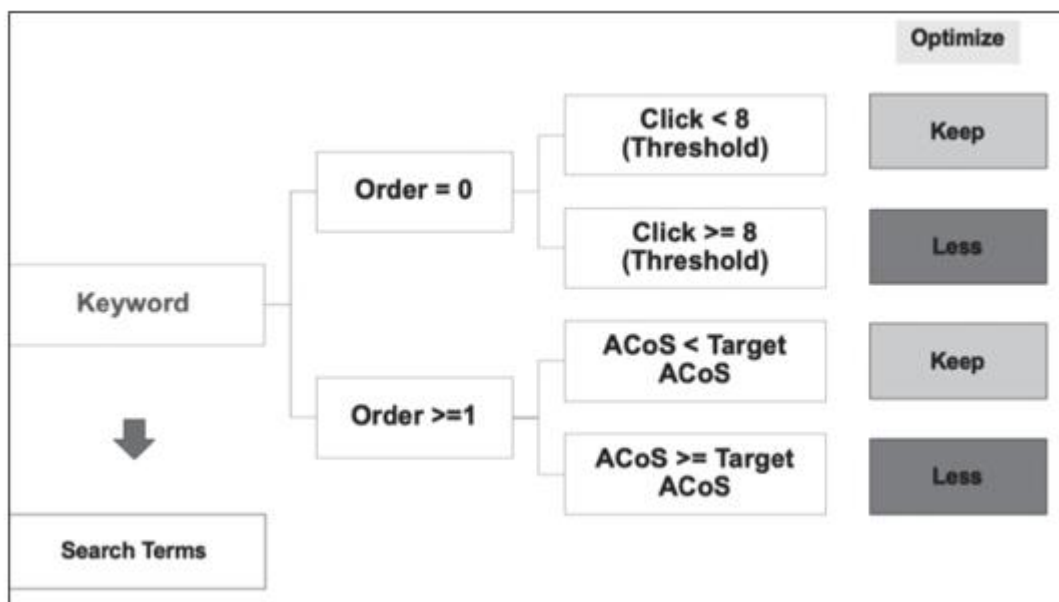 Optimize
Click < 8
(Threshold)
Keep
Order = 0
Click >= 8
(Threshold)
Less
Keyword
ACoS < Target
ACoS
Keep
Order >=1
ACoS >= Target
ACoS
Less
Search Terms